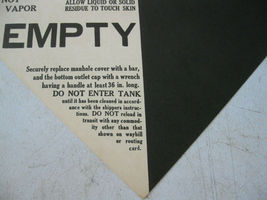 NOT
VAPOR
ALLOW LIQUID OR SOLID
RESIDUE TO TOUCH SKIN
EMPTY
Securely replace manhole cover with a bar,
and the bottom outlet cap with a wrench
having a handle at least 36 in. long.
DO NOT ENTER TANK
until it has been cleaned in accord-
ance with the shippers instruc-
tions. DO NOT reload in
transit with any commod-
ity other than that
shown on waybill
or routing
card.